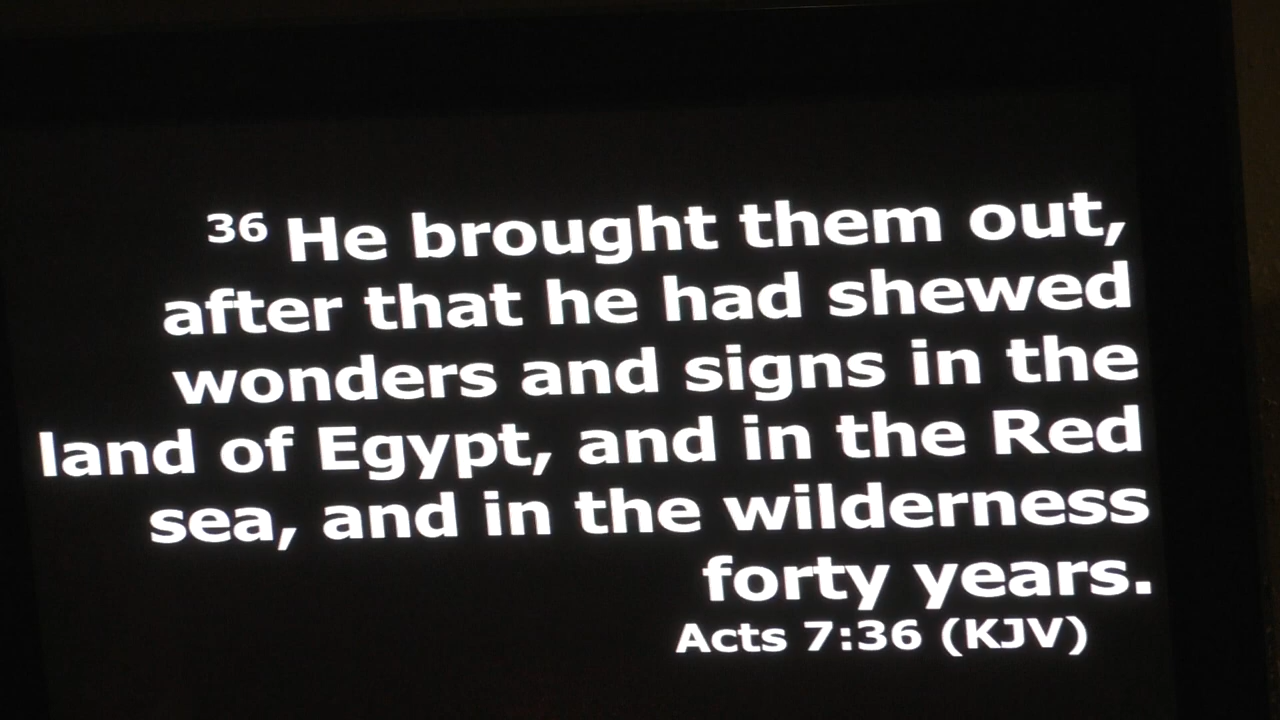 36 He brought them out,
after that he had shewed
wonders and signs in the
land of Egypt, and in the Red
sea, and in the wilderness
forty years.
Acts 7:36 (KJV)